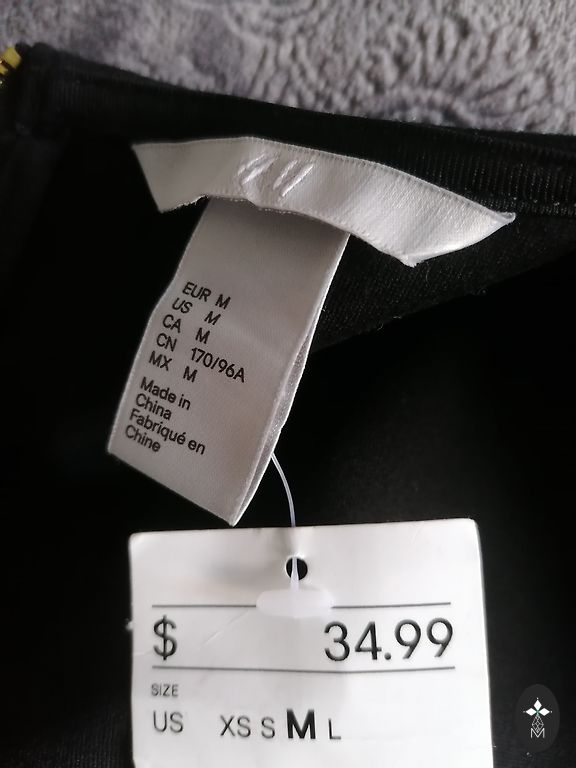 EUR M
US M
CA M
CN 170/96A
MX M
Made in
China
Fabriqué en
Chine
$ 34.99
SIZE
US XS S M L
M